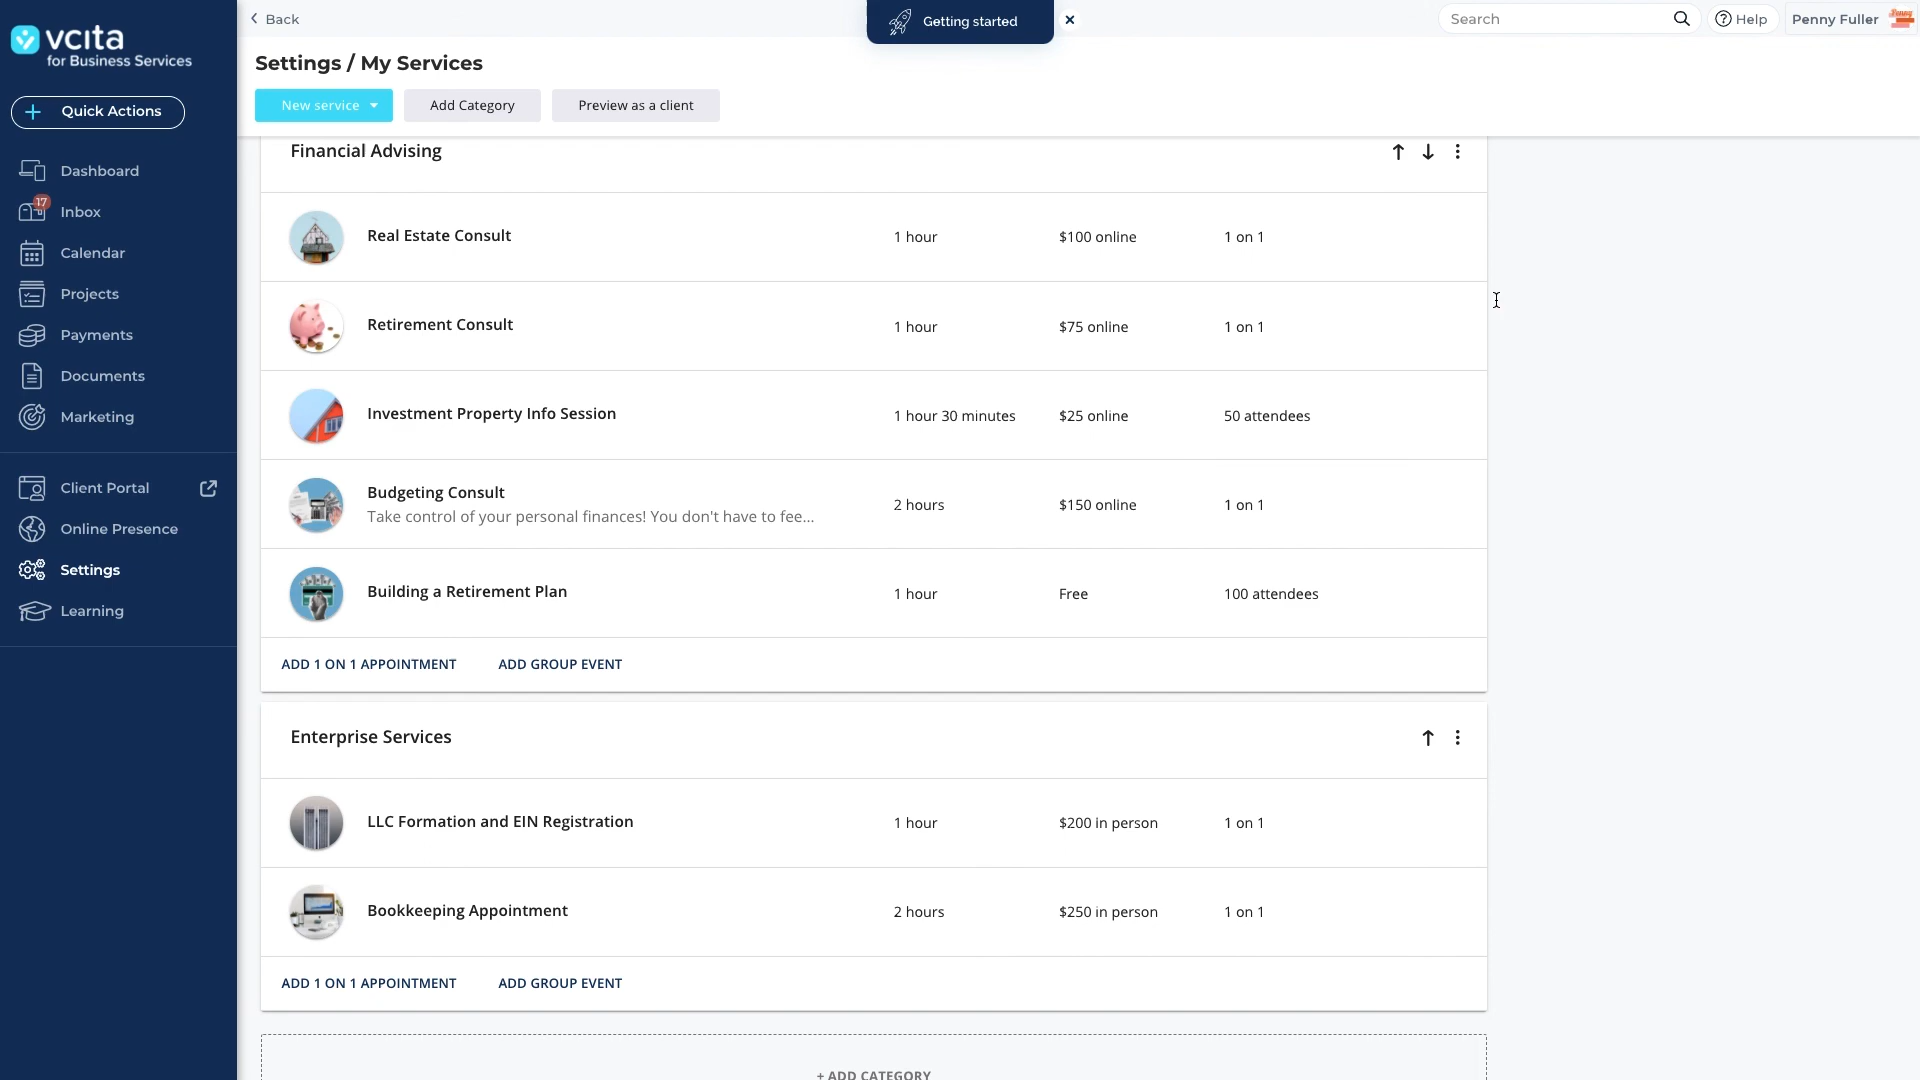 Back
Getting started
Search
Help
Penny Fuller
vcita
for Business Services
Quick Actions
Dashboard
17
Inbox
Calendar
Projects
Payments
Documents
Marketing
Client Portal
Online Presence
Settings
Learning
Settings / My Services
New service
Add Category
Preview as a client
Financial Advising
Real Estate Consult 1 hour $100 online 1 on 1
Retirement Consult 1 hour $75 online 1 on 1
Investment Property Info Session 1 hour 30 minutes $25 online 50 attendees
Budgeting Consult 2 hours $150 online 1 on 1
Take control of your personal finances! You don't have to fee...
Building a Retirement Plan 1 hour Free 100 attendees
ADD 1 ON 1 APPOINTMENT ADD GROUP EVENT
Enterprise Services
LLC Formation and EIN Registration 1 hour $200 in person 1 on 1
Bookkeeping Appointment 2 hours $250 in person 1 on 1
ADD 1 ON 1 APPOINTMENT ADD GROUP EVENT
+ ADD CATEGORY